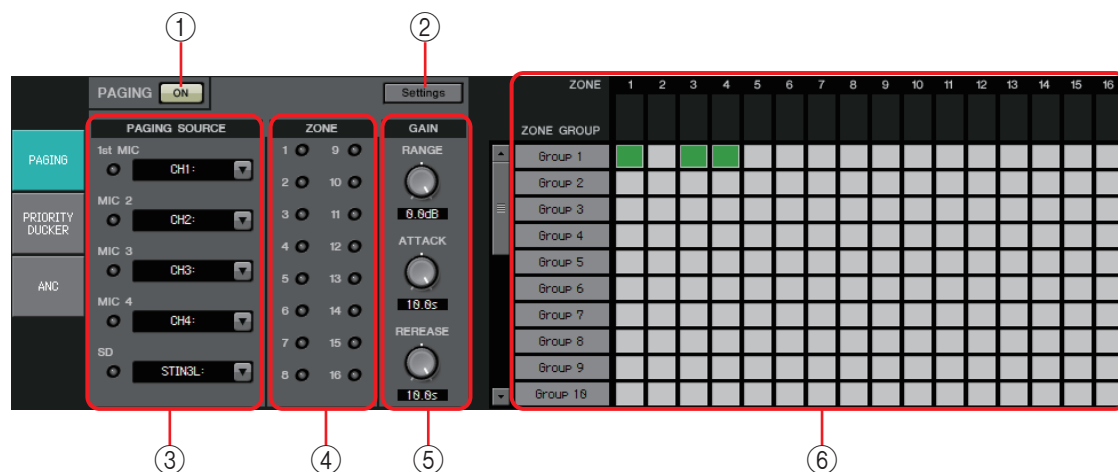 ① ②
PAGING ON Settings
ZONE 1 2 3 4 5 6 7 8 9 10 11 12 13 14 15 16
ZONE GROUP
PAGING
PRIORITY
DUCKER
ANC
PAGING SOURCE
1st MIC
CH1:
MIC 2
CH2:
MIC 3
CH3:
MIC 4
CH4:
SD
STIN3L:
ZONE
1 9
2 10
3 11
4 12
5 13
6 14
7 15
8 16
GAIN
RANGE
0.0dB
ATTACK
10.0s
REREASE
10.0s
Group 1
Group 2
Group 3
Group 4
Group 5
Group 6
Group 7
Group 8
Group 9
Group 10
③ ④ ⑤ ⑥